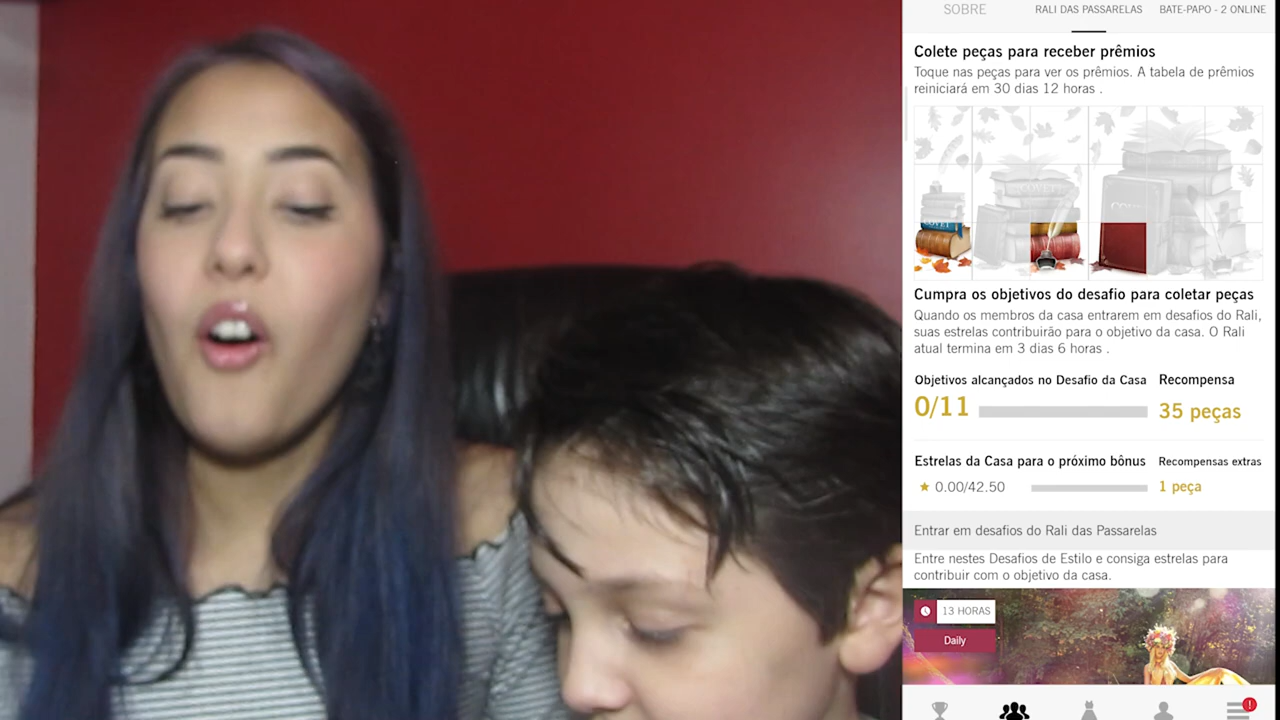 SOBRE
RALI DAS PASSARELAS
BATE-PAPO - 2 ONLINE
Colete peças para receber prêmios
Toque nas peças para ver os prêmios. A tabela de prêmios
reiniciará em 30 dias 12 horas .
Cumpra os objetivos do desafio para coletar peças
Quando os membros da casa entrarem em desafios do Rali,
suas estrelas contribuirão para o objetivo da casa. O Rali
atual termina em 3 dias 6 horas .
Objetivos alcançados no Desafio da Casa
Recompensa
0/11
35 peças
Estrelas da Casa para o próximo bônus
Recompensas extras
0.00/42.50
1 peça
Entrar em desafios do Rali das Passarelas
Entre nestes Desafios de Estilo e consiga estrelas para
contribuir com o objetivo da casa.
13 HORAS
Daily